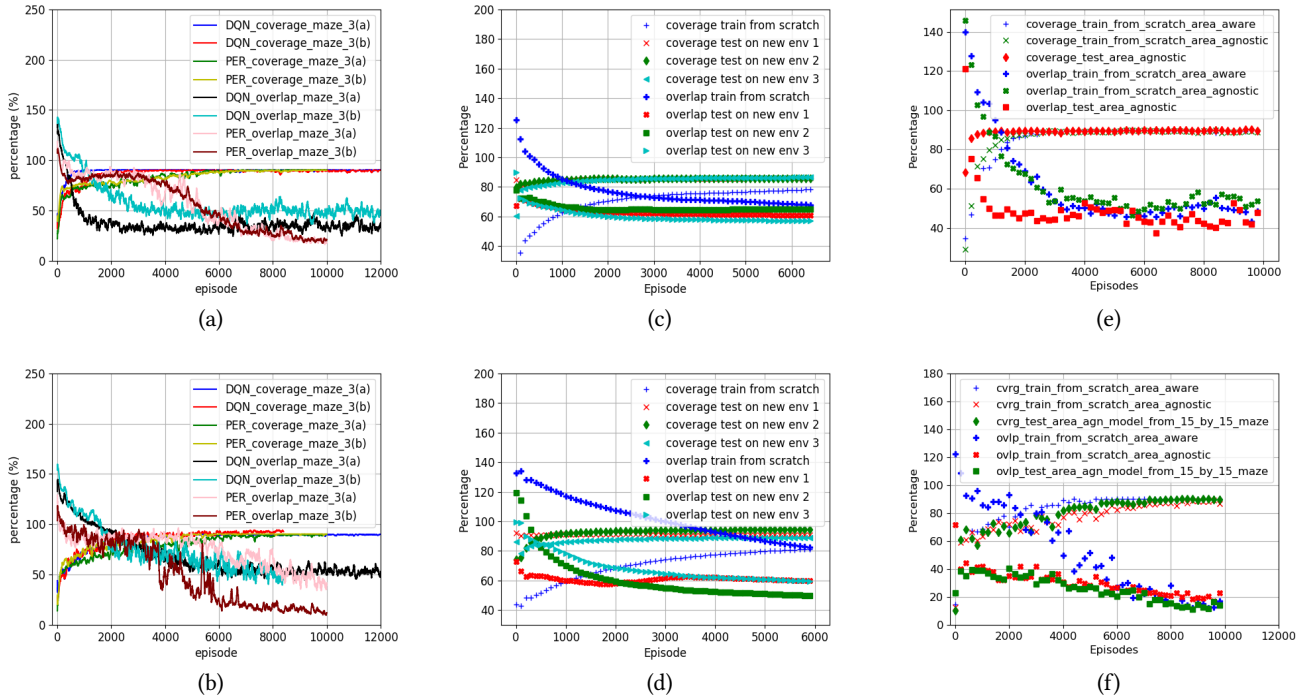 250
200
150
100
50
0
percentage (%)
DQN_coverage_maze_3(a)
DQN_coverage_maze_3(b)
PER_coverage_maze_3(a)
PER_coverage_maze_3(b)
DQN_overlap_maze_3(a)
DQN_overlap_maze_3(b)
PER_overlap_maze_3(a)
PER_overlap_maze_3(b)
0 2000 4000 6000 8000 10000 12000
episode
(a)
200
180
160
140
120
100
80
60
40
Percentage
coverage train from scratch
coverage test on new env 1
coverage test on new env 2
coverage test on new env 3
overlap train from scratch
overlap test on new env 1
overlap test on new env 2
overlap test on new env 3
0 1000 2000 3000 4000 5000 6000
Episode
(c)
140
120
100
80
60
40
Percentage
coverage_train_from_scratch_area_aware
coverage_train_from_scratch_area_agnostic
coverage_test_area_agnostic
overlap_train_from_scratch_area_aware
overlap_train_from_scratch_area_agnostic
overlap_test_area_agnostic
0 2000 4000 6000 8000 10000
Episodes
(e)
250
200
150
100
50
0
percentage (%)
DQN_coverage_maze_3(a)
DQN_coverage_maze_3(b)
PER_coverage_maze_3(a)
PER_coverage_maze_3(b)
DQN_overlap_maze_3(a)
DQN_overlap_maze_3(b)
PER_overlap_maze_3(a)
PER_overlap_maze_3(b)
0 2000 4000 6000 8000 10000 12000
episode
(b)
200
180
160
140
120
100
80
60
40
Percentage
coverage train from scratch
coverage test on new env 1
coverage test on new env 2
coverage test on new env 3
overlap train from scratch
overlap test on new env 1
overlap test on new env 2
overlap test on new env 3
0 1000 2000 3000 4000 5000 6000
Episode
(d)
180
160
140
120
100
80
60
40
20
0
Percentage
cvrg_train_from_scratch_area_aware
cvrg_train_from_scratch_area_agnostic
cvrg_test_area_agn_model_from_15_by_15_maze
ovlp_train_from_scratch_area_aware
ovlp_train_from_scratch_area_agnostic
ovlp_test_area_agn_model_from_15_by_15_maze
0 2000 4000 6000 8000 10000 12000
Episodes
(f)